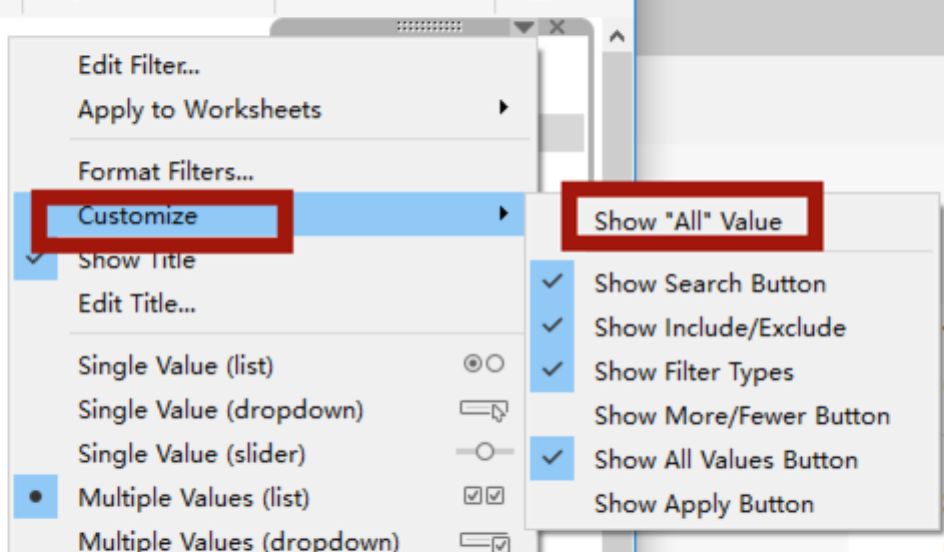 Edit Filter...
Apply to Worksheets
Format Filters...
Customize
Show Title
Edit Title...
Single Value (list)
Single Value (dropdown)
Single Value (slider)
Multiple Values (list)
Multiple Values (dropdown)
Show "All" Value
Show Search Button
Show Include/Exclude
Show Filter Types
Show More/Fewer Button
Show All Values Button
Show Apply Button